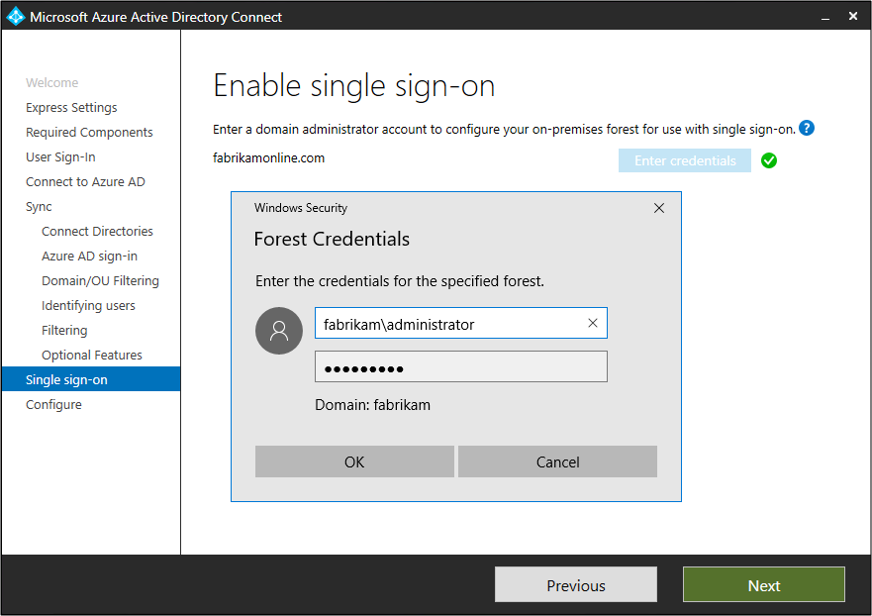 Microsoft Azure Active Directory Connect
Welcome
Express Settings
Required Components
User Sign-In
Connect to Azure AD
Sync
Connect Directories
Azure AD sign-in
Domain/OU Filtering
Identifying users
Filtering
Optional Features
Single sign-on
Configure
Enable single sign-on
Enter a domain administrator account to configure your on-premises forest for use with single sign-on. ?
fabrikamonline.com Enter credentials
Windows Security
Forest Credentials
Enter the credentials for the specified forest.
fabrikam\administrator
●●●●●●●●●
Domain: fabrikam
OK Cancel
Previous Next